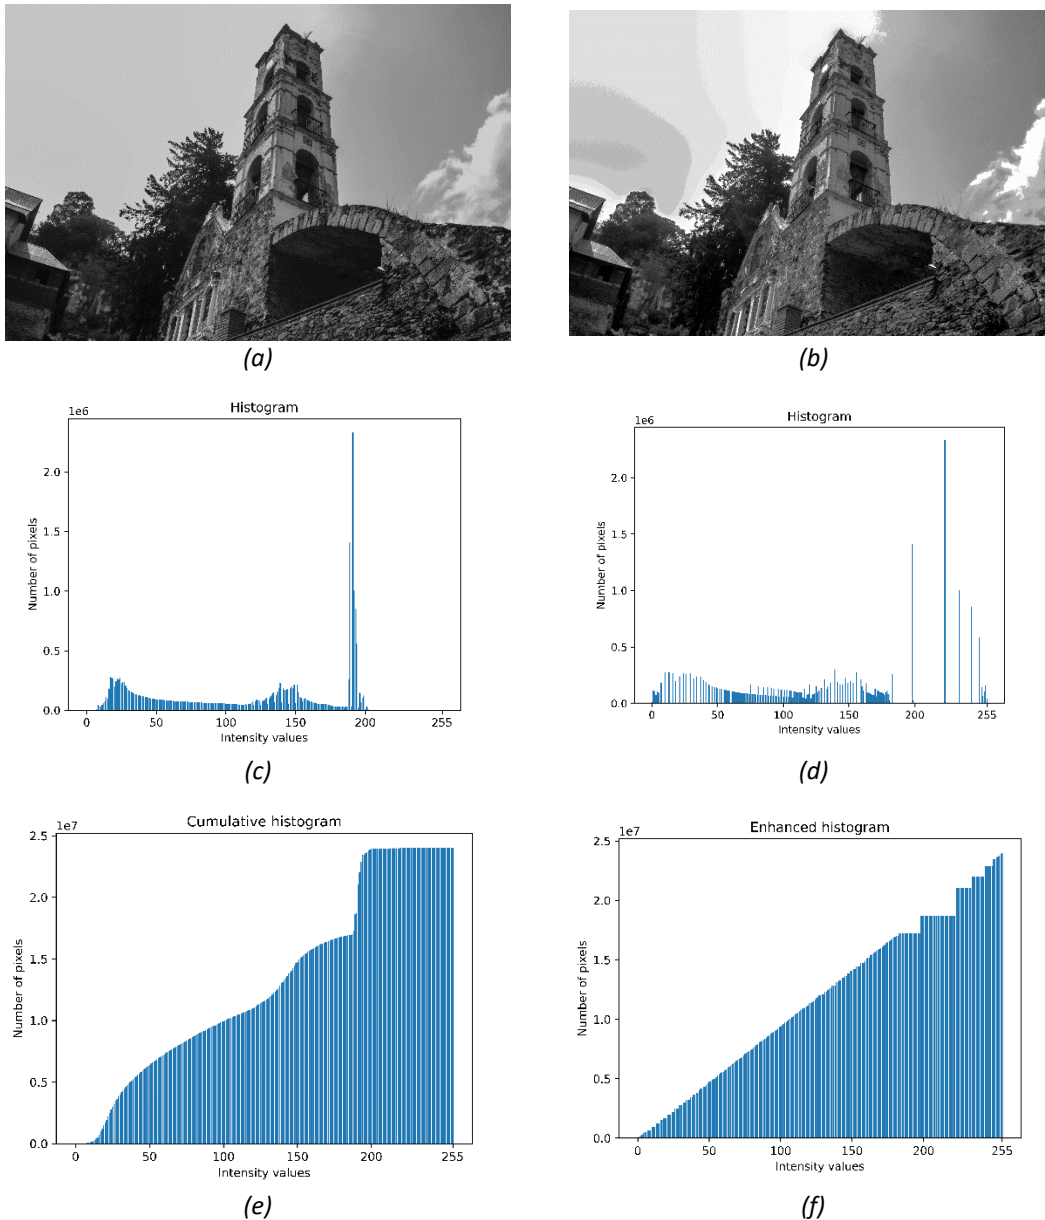 (a)
(b)
1e6
Histogram
Number of pixels
2.0
1.5
1.0
0.5
0.0
0 50 100 150 200 255
Intensity values
(c)
1e6
Histogram
Number of pixels
2.0
1.5
1.0
0.5
0.0
0 50 100 150 200 255
Intensity values
(d)
1e7
Cumulative histogram
Number of pixels
2.5
2.0
1.5
1.0
0.5
0.0
0 50 100 150 200 255
Intensity values
(e)
1e7
Enhanced histogram
Number of pixels
2.5
2.0
1.5
1.0
0.5
0.0
0 50 100 150 200 255
Intensity values
(f)